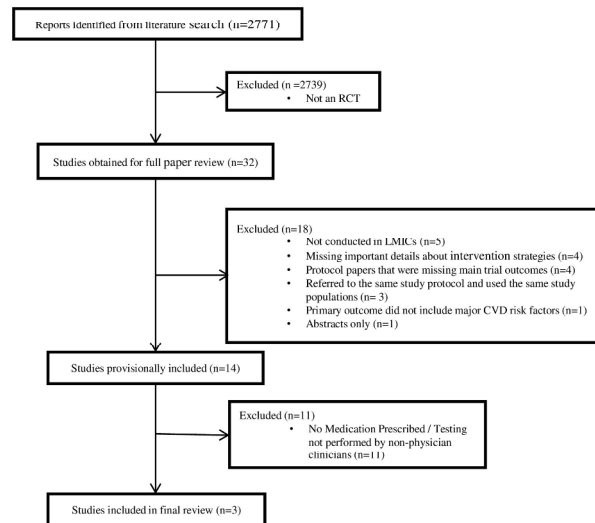 Reports identified from literature search (n=2771)
Excluded (n =2739)
• Not an RCT
Studies obtained for full paper review (n=32)
Excluded (n=18)
• Not conducted in LMICs (n=5)
• Missing important details about intervention strategies (n=4)
• Protocol papers that were missing main trial outcomes (n=4)
• Referred to the same study protocol and used the same study
populations (n= 3)
• Primary outcome did not include major CVD risk factors (n=1)
• Abstracts only (n=1)
Studies provisionally included (n=14)
Excluded (n=11)
• No Medication Prescribed / Testing
not performed by non-physician
clinicians (n=11)
Studies included in final review (n=3)